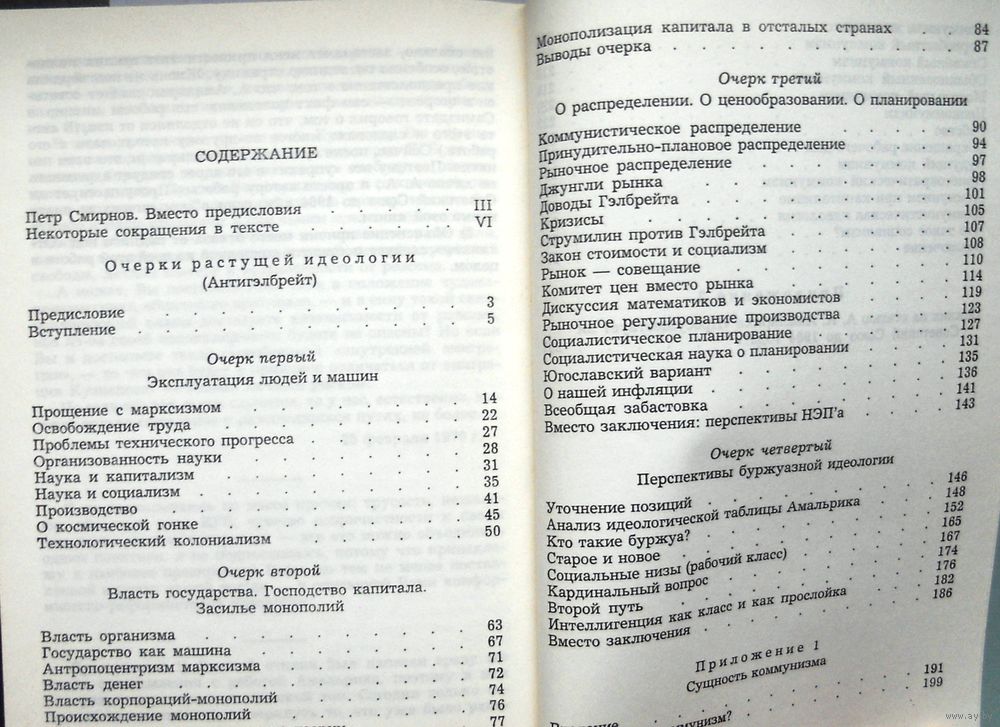 СОДЕРЖАНИЕ
Петр Смирнов. Вместо предисловия III
Некоторые сокращения в тексте VI
Очерки растущей идеологии
(Антигэлбрейт)
Предисловие 3
Вступление 5
Очерк первый
Эксплуатация людей и машин
Прощение с марксизмом 14
Освобождение труда 22
Проблемы технического прогресса 27
Организованность науки 28
Наука и капитализм 31
Наука и социализм 35
Производство 41
О космической гонке 45
Технологический колониализм 50
Очерк второй
Власть государства. Господство капитала.
Засилье монополий
Власть организма 63
Государство как машина 67
Антропоцентризм марксизма 71
Власть денег 72
Власть корпораций-монополий 74
Происхождение монополий 76
77
Монополизация капитала в отсталых странах 84
Выводы очерка 87
Очерк третий
О распределении. О ценообразовании. О планировании
Коммунистическое распределение 90
Принудительно-плановое распределение 94
Рыночное распределение 97
Джунгли рынка 98
Доводы Гэлбрейта 101
Кризисы 105
Струмилин против Гэлбрейта 107
Закон стоимости и социализм 108
Рынок — совещание 110
Комитет цен вместо рынка 114
Дискуссия математиков и экономистов 119
Рыночное регулирование производства 123
Социалистическое планирование 127
Социалистическая наука о планировании 131
Югославский вариант 135
О нашей инфляции 136
Всеобщая забастовка 141
Вместо заключения: перспективы НЭП'а 143
Очерк четвертый
Перспективы буржуазной идеологии
Уточнение позиций 146
Анализ идеологической таблицы Амальрика 148
Кто такие буржуа? 152
Старое и новое 165
Социальные низы (рабочий класс) 167
Кардинальный вопрос 174
Второй путь 176
Интеллигенция как класс и как прослойка 182
Вместо заключения 186
Приложение 1
Сущность коммунизма
191
коммунизм? 199
www.ay.by